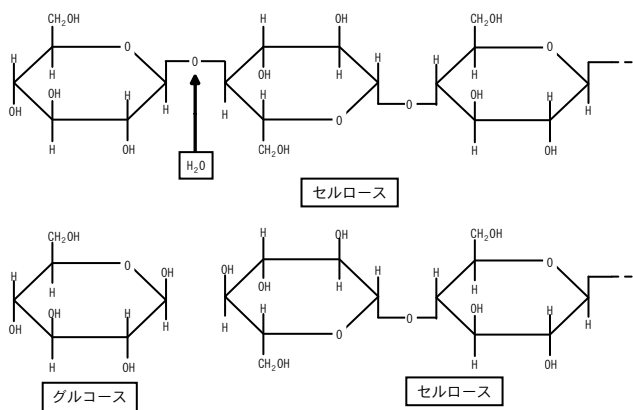 CH₂OH H OH CH₂OH
O O
H O H H
H OH H H
OH H H OH H
O
OH H H H
O
H OH CH₂OH H OH
H₂O
セルロース
CH₂OH H OH CH₂OH
O O
H OH OH H H
H OH H H
OH H H OH H
O
OH H H H
O
H OH CH₂OH H OH
グルコース
セルロース